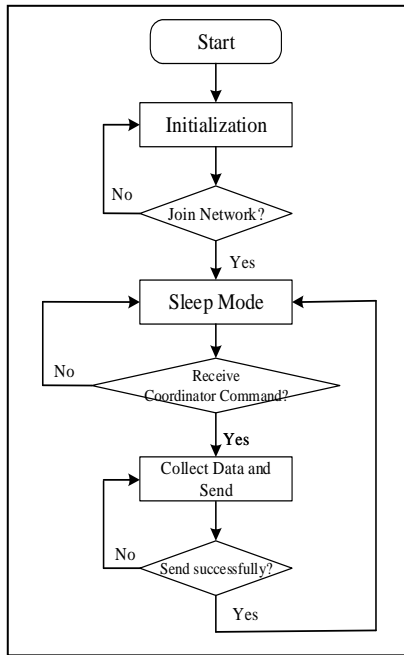 Start
Initialization
No
Join Network?
Yes
Sleep Mode
No
Receive
Coordinator Command?
Yes
Collect Data and
Send
No
Send successfully?
Yes